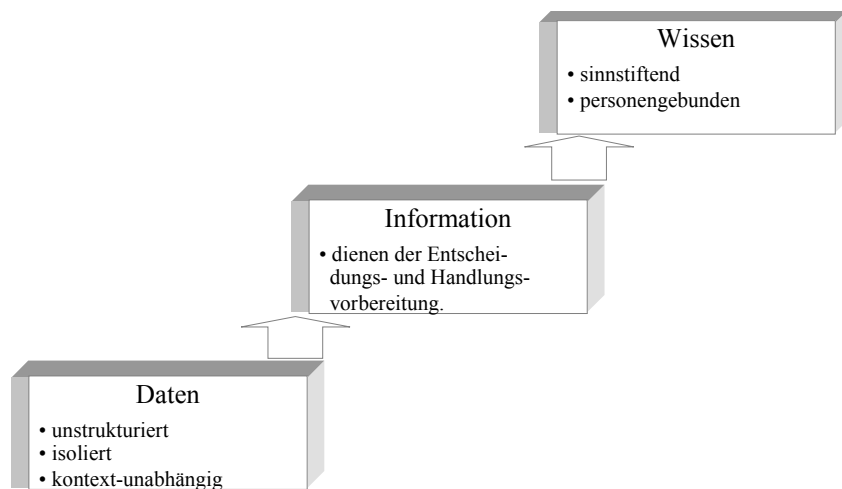 Wissen
• sinnstiftend
• personengebunden
Information
• dienen der Entschei-
dungs- und Handlungs-
vorbereitung.
Daten
• unstrukturiert
• isoliert
• kontext-unabhängig